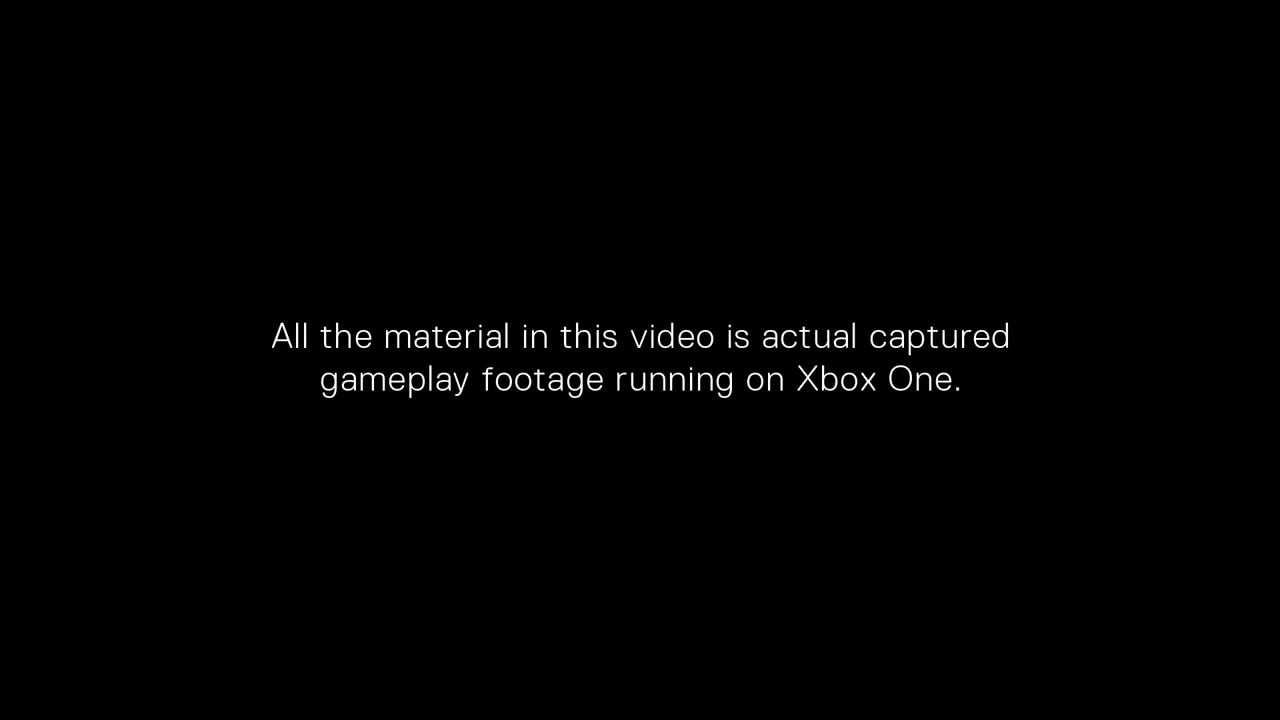 All the material in this video is actual captured
gameplay footage running on Xbox One.